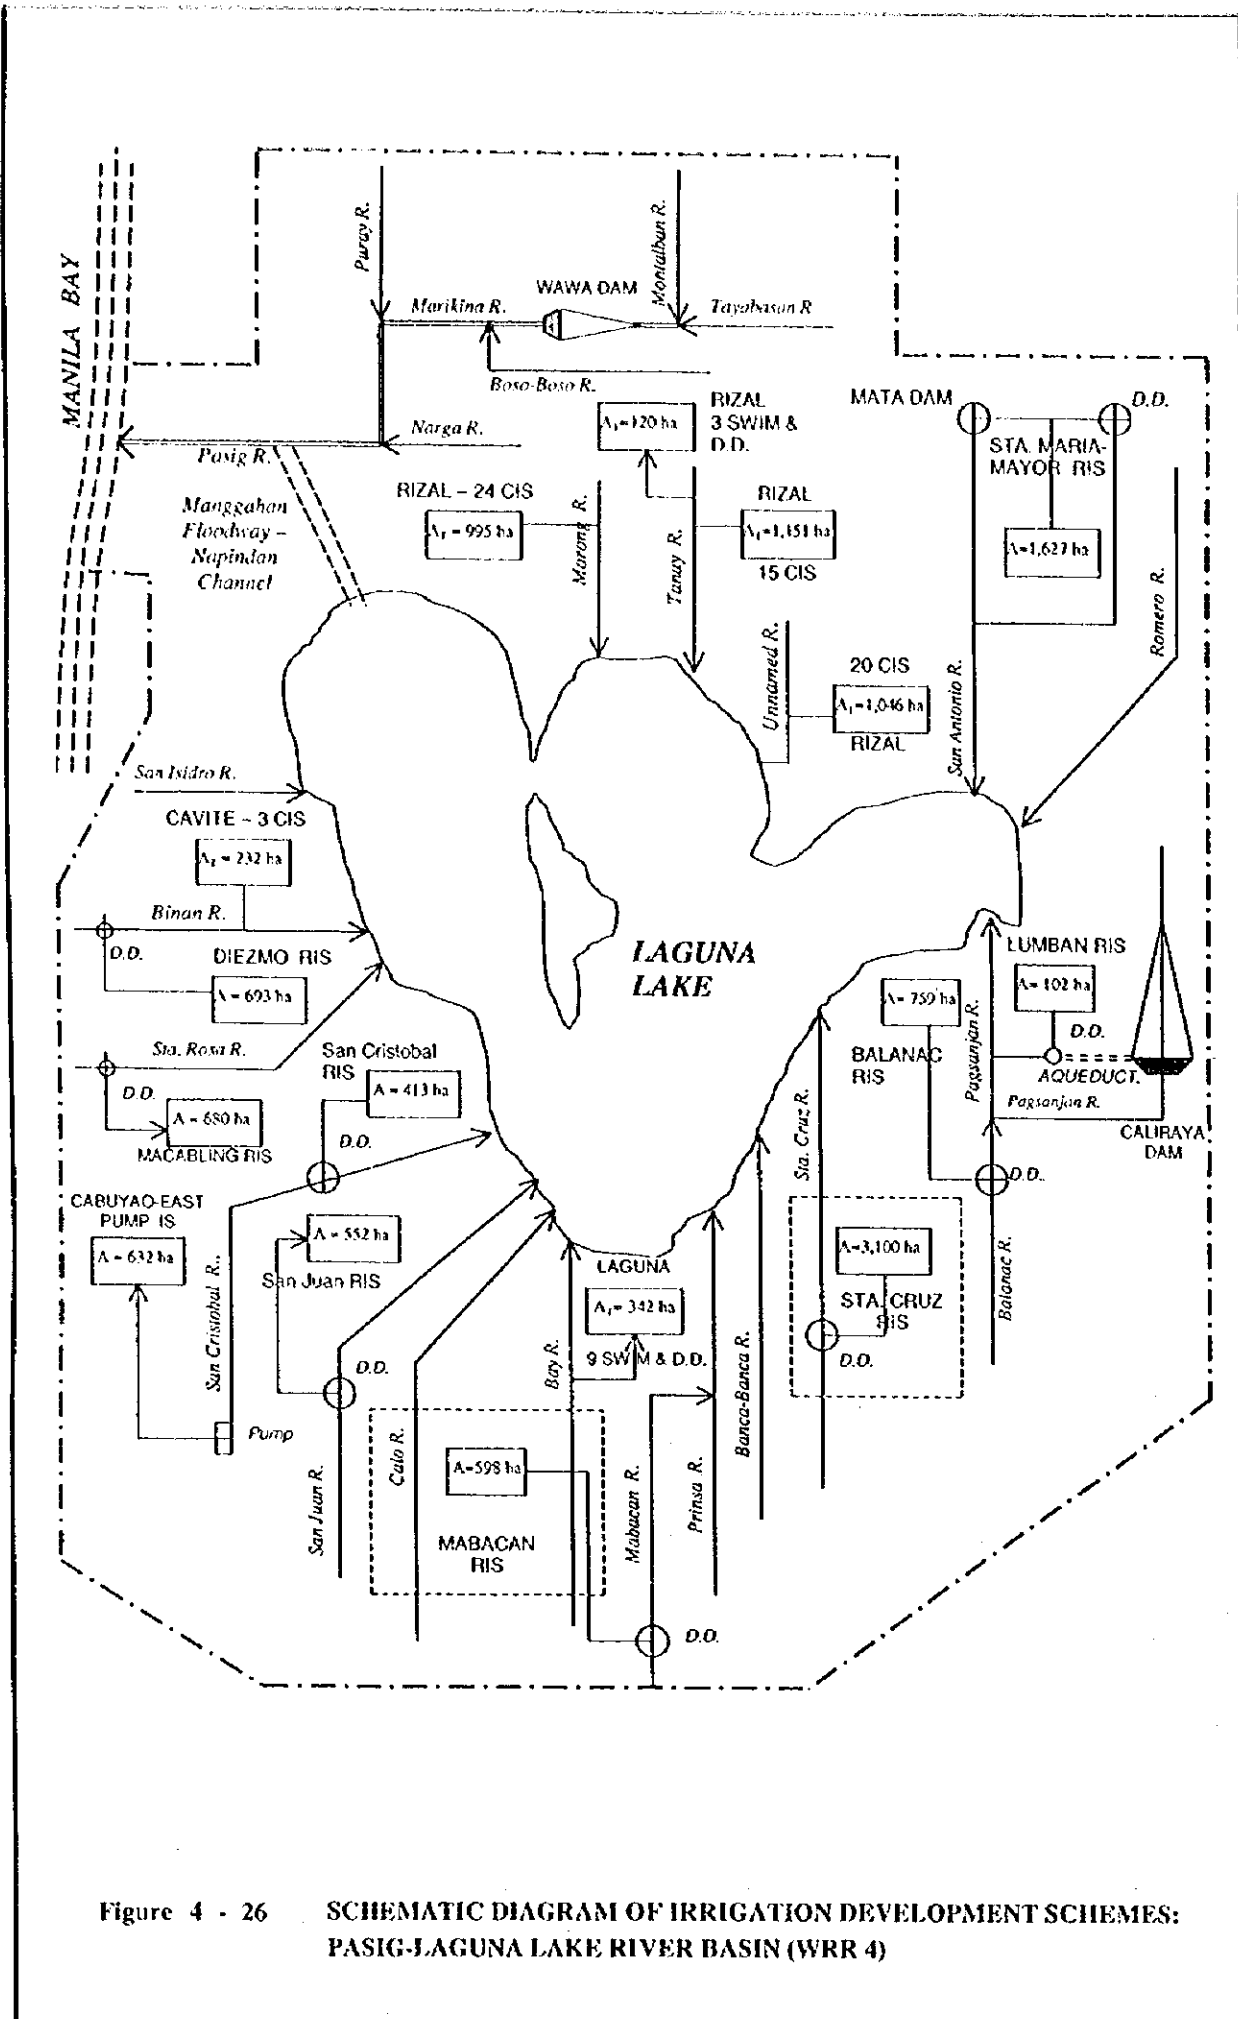 MANILA BAY
Puray R.
Montalban R.
WAWA DAM
Marikina R.
Tayabasan R
Boso-Boso R.
Narga R.
Pasig R.
RIZAL
3 SWIM &
D.D.
A₁=120 ha
MATA DAM
D.D.
STA. MARIA-
MAYOR RIS
A=1,627 ha
Romero R.
Manggahan
Floodway –
Napindan
Channel
RIZAL – 24 CIS
= 995 ha
Morong R.
Tanay R.
RIZAL
A₁=1,151 ha
15 CIS
Unnamed R.
20 CIS
A₁=1,046 ha
RIZAL
San Antonio R.
San Isidro R.
CAVITE – 3 CIS
= 232 ha
Binan R.
D.D.
DIEZMO RIS
A = 693 ha
LAGUNA
LAKE
LUMBAN RIS
A= 102 ha
D.D.
AQUEDUCT.
Pagsanjan R.
Pagsanjan R.
CALIRAYA
DAM
A= 759 ha
BALANAC
RIS
D.D.
Balanac R.
Sta. Rosa R.
D.D.
A = 680 ha
MACABLING RIS
San Cristobal
RIS
A = 413 ha
D.D.
CABUYAO-EAST
PUMP IS
A = 632 ha
San Cristobal R.
Pump
A = 552 ha
San Juan RIS
D.D.
San Juan R.
Calo R.
LAGUNA
A₁= 342 ha
9 SWIM & D.D.
Bay R.
Sta. Cruz R.
A=3,100 ha
STA. CRUZ
RIS
D.D.
Banca-Banca R.
Prinsa R.
Mabacan R.
A=598 ha
MABACAN
RIS
D.D.
Figure 4 - 26 SCHEMATIC DIAGRAM OF IRRIGATION DEVELOPMENT SCHEMES:
PASIG-LAGUNA LAKE RIVER BASIN (WRR 4)